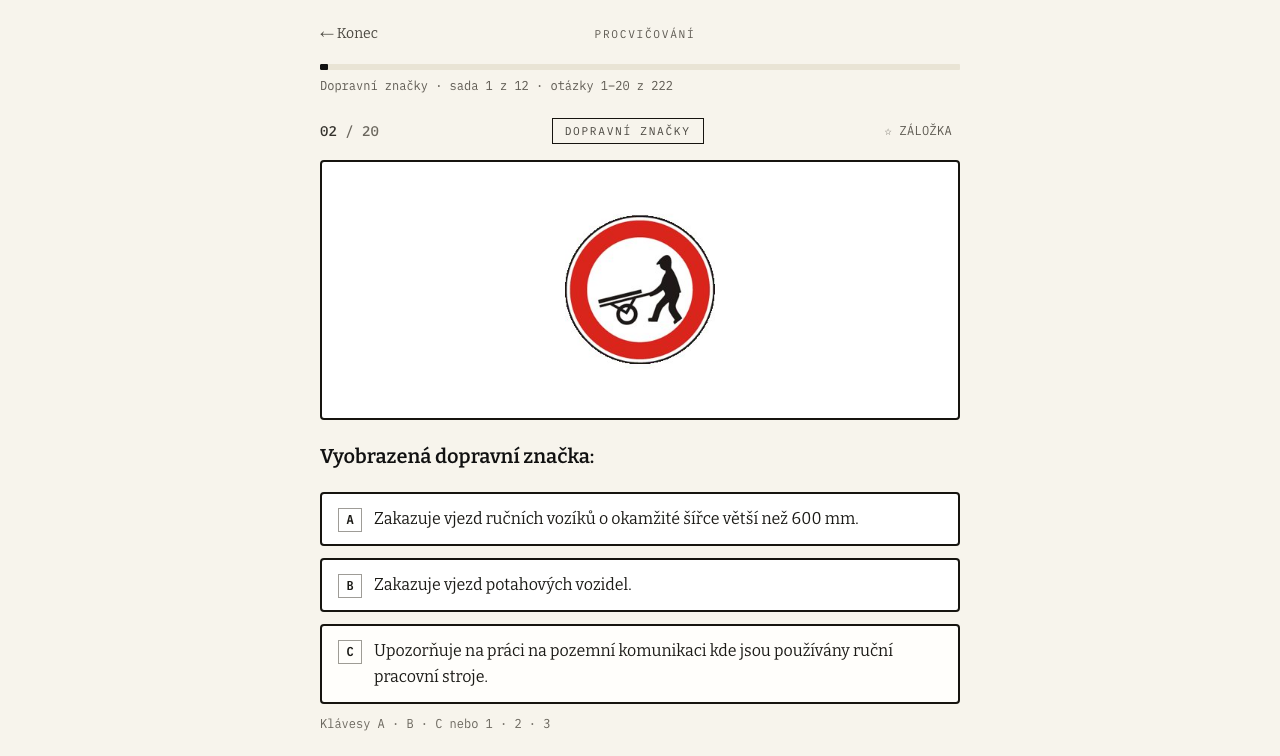 ← Konec
PROCVIČOVÁNÍ
Dopravní značky · sada 1 z 12 · otázky 1–20 z 222
02 / 20
DOPRAVNÍ ZNAČKY
☆ ZÁLOŽKA
Vyobrazená dopravní značka:
A Zakazuje vjezd ručních vozíků o okamžité šířce větší než 600 mm.
B Zakazuje vjezd potahových vozidel.
C Upozorňuje na práci na pozemní komunikaci kde jsou používány ruční
pracovní stroje.
Klávesy A · B · C nebo 1 · 2 · 3